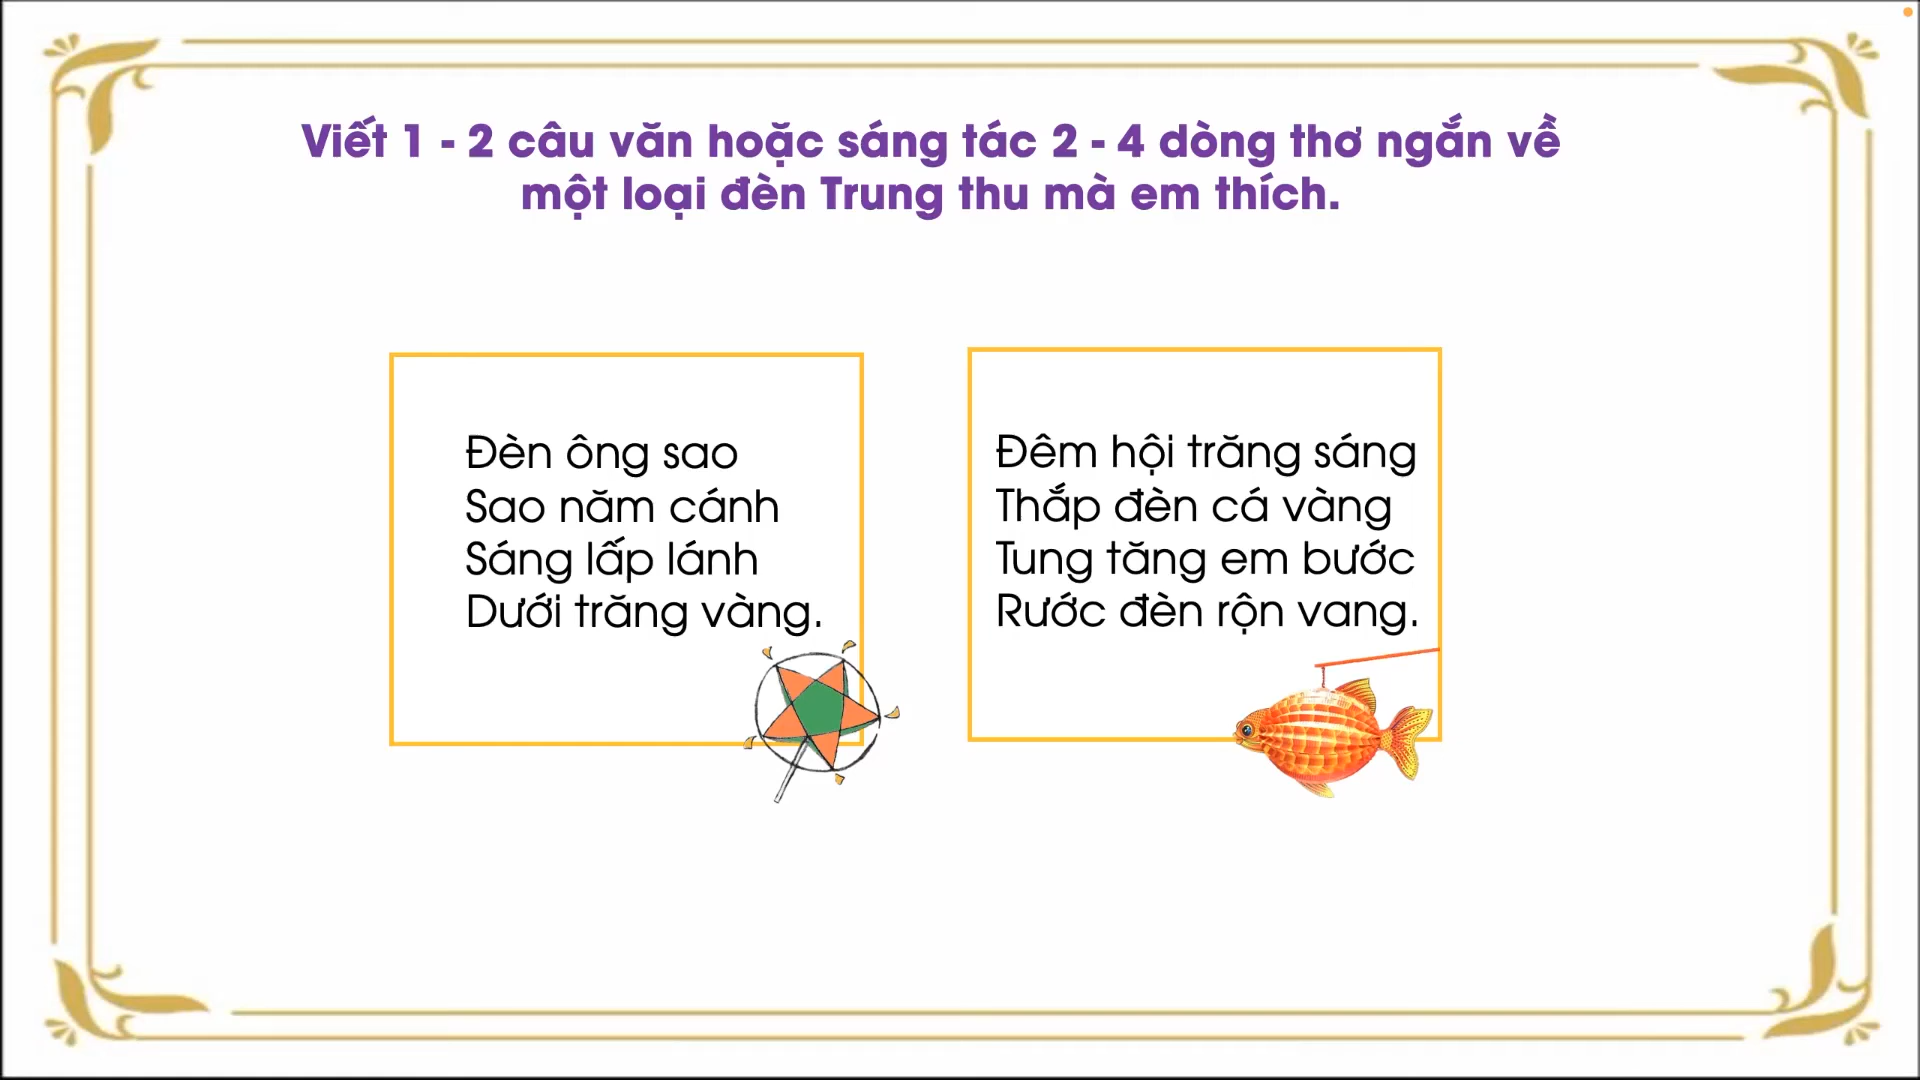 Viết 1 - 2 câu văn hoặc sáng tác 2 - 4 dòng thơ ngắn về
một loại đèn Trung thu mà em thích.
Đèn ông sao
Sao năm cánh
Sáng lấp lánh
Dưới trăng vàng.
Đêm hội trăng sáng
Thắp đèn cá vàng
Tung tăng em bước
Rước đèn rộn vang.